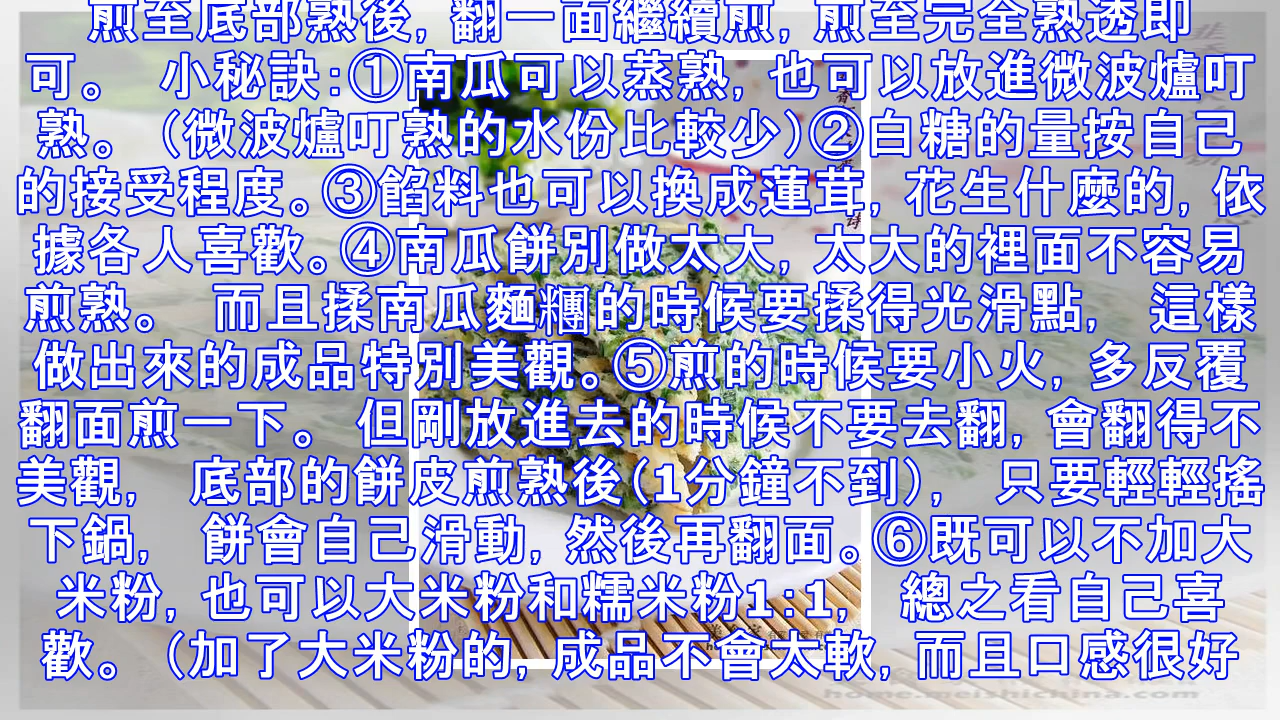 煎至底部熟後, 翻一面繼續煎, 煎至完全熟透即
可。 小秘訣:①南瓜可以蒸熟, 也可以放進微波爐叮
熟。 (微波爐叮熟的水份比較少)②白糖的量按自己
的接受程度。③餡料也可以換成蓮茸, 花生什麼的, 依
據各人喜歡。④南瓜餅別做太大, 太大的裡面不容易
煎熟。 而且揉南瓜麵糰的時候要揉得光滑點, 這樣
做出來的成品特別美觀。⑤煎的時候要小火, 多反覆
翻面煎一下。 但剛放進去的時候不要去翻, 會翻得不
美觀, 底部的餅皮煎熟後(1分鐘不到), 只要輕輕搖
下鍋, 餅會自己滑動, 然後再翻面。⑥既可以不加大
米粉, 也可以大米粉和糯米粉1:1, 總之看自己喜
歡。 (加了大米粉的, 成品不會太軟, 而且口感很好
home.meishichina.com